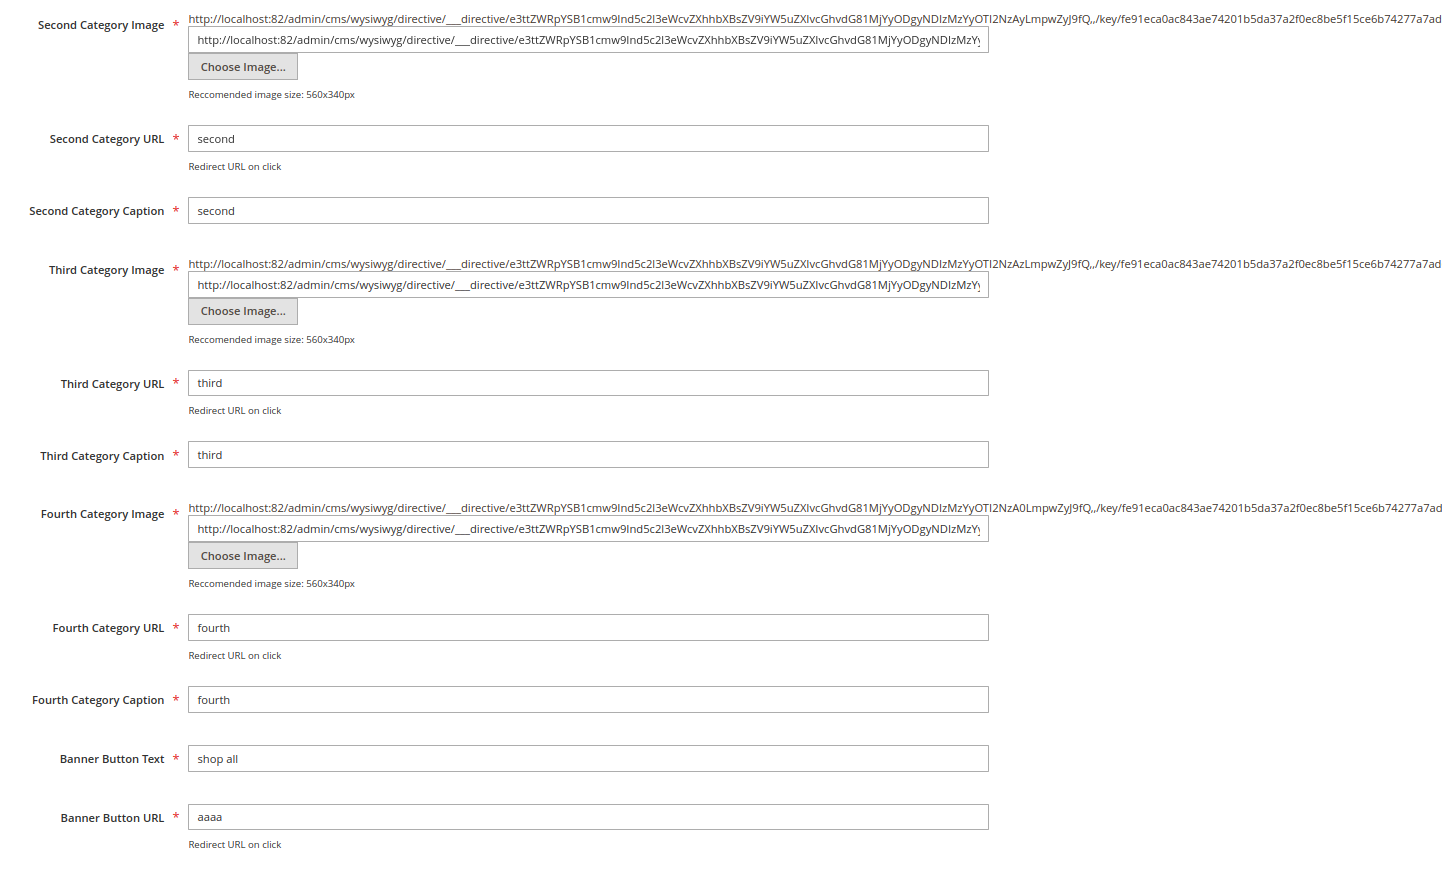 Second Category Image *
http://localhost:82/admin/cms/wysiwyg/directive/___directive/e3ttZWRpYSB1cmw9Ind5c2l3eWcvZXhhbXBsZV9iYW5uZXIvcGhvdG81MjYyODgyNDIzMzYyOTI2NzAyLmpwZyJ9fQ,,/key/fe91eca0ac843ae74201b5da37a2f0ec8be5f15ce6b74277a7ad
http://localhost:82/admin/cms/wysiwyg/directive/___directive/e3ttZWRpYSB1cmw9Ind5c2l3eWcvZXhhbXBsZV9iYW5uZXIvcGhvdG81MjYyODgyNDIzMzYy
Choose Image...
Reccomended image size: 560x340px
Second Category URL *
second
Redirect URL on click
Second Category Caption *
second
Third Category Image *
http://localhost:82/admin/cms/wysiwyg/directive/___directive/e3ttZWRpYSB1cmw9Ind5c2l3eWcvZXhhbXBsZV9iYW5uZXIvcGhvdG81MjYyODgyNDIzMzYyOTI2NzAzLmpwZyJ9fQ,,/key/fe91eca0ac843ae74201b5da37a2f0ec8be5f15ce6b74277a7ad
http://localhost:82/admin/cms/wysiwyg/directive/___directive/e3ttZWRpYSB1cmw9Ind5c2l3eWcvZXhhbXBsZV9iYW5uZXIvcGhvdG81MjYyODgyNDIzMzYy
Choose Image...
Reccomended image size: 560x340px
Third Category URL *
third
Redirect URL on click
Third Category Caption *
third
Fourth Category Image *
http://localhost:82/admin/cms/wysiwyg/directive/___directive/e3ttZWRpYSB1cmw9Ind5c2l3eWcvZXhhbXBsZV9iYW5uZXIvcGhvdG81MjYyODgyNDIzMzYyOTI2NzA0LmpwZyJ9fQ,,/key/fe91eca0ac843ae74201b5da37a2f0ec8be5f15ce6b74277a7ad
http://localhost:82/admin/cms/wysiwyg/directive/___directive/e3ttZWRpYSB1cmw9Ind5c2l3eWcvZXhhbXBsZV9iYW5uZXIvcGhvdG81MjYyODgyNDIzMzYy
Choose Image...
Reccomended image size: 560x340px
Fourth Category URL *
fourth
Redirect URL on click
Fourth Category Caption *
fourth
Banner Button Text *
shop all
Banner Button URL *
aaaa
Redirect URL on click